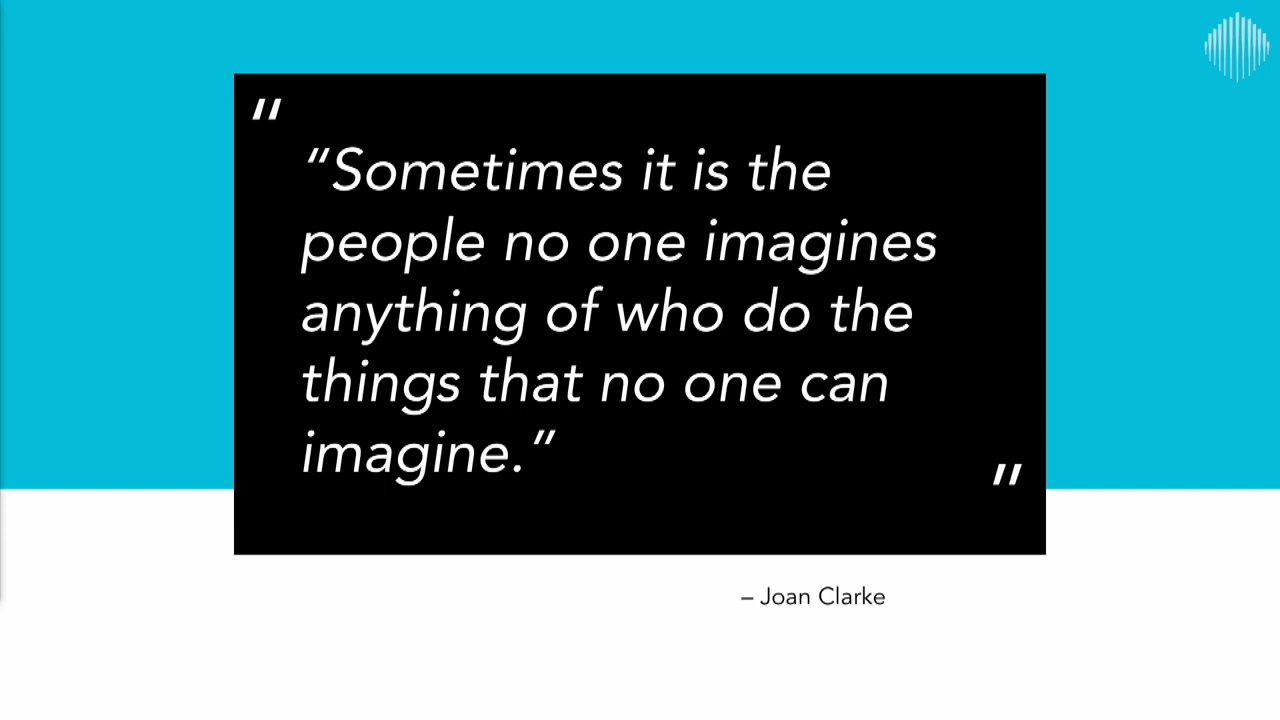 "
“Sometimes it is the
people no one imagines
anything of who do the
things that no one can
imagine.”
"
– Joan Clarke